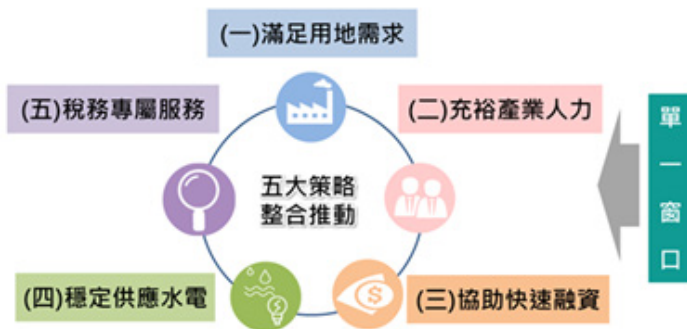 (一)滿足用地需求
(五)稅務專屬服務
(二)充裕產業人力
五大策略
整合推動
(四)穩定供應水電
(三)協助快速融資
單一窗口